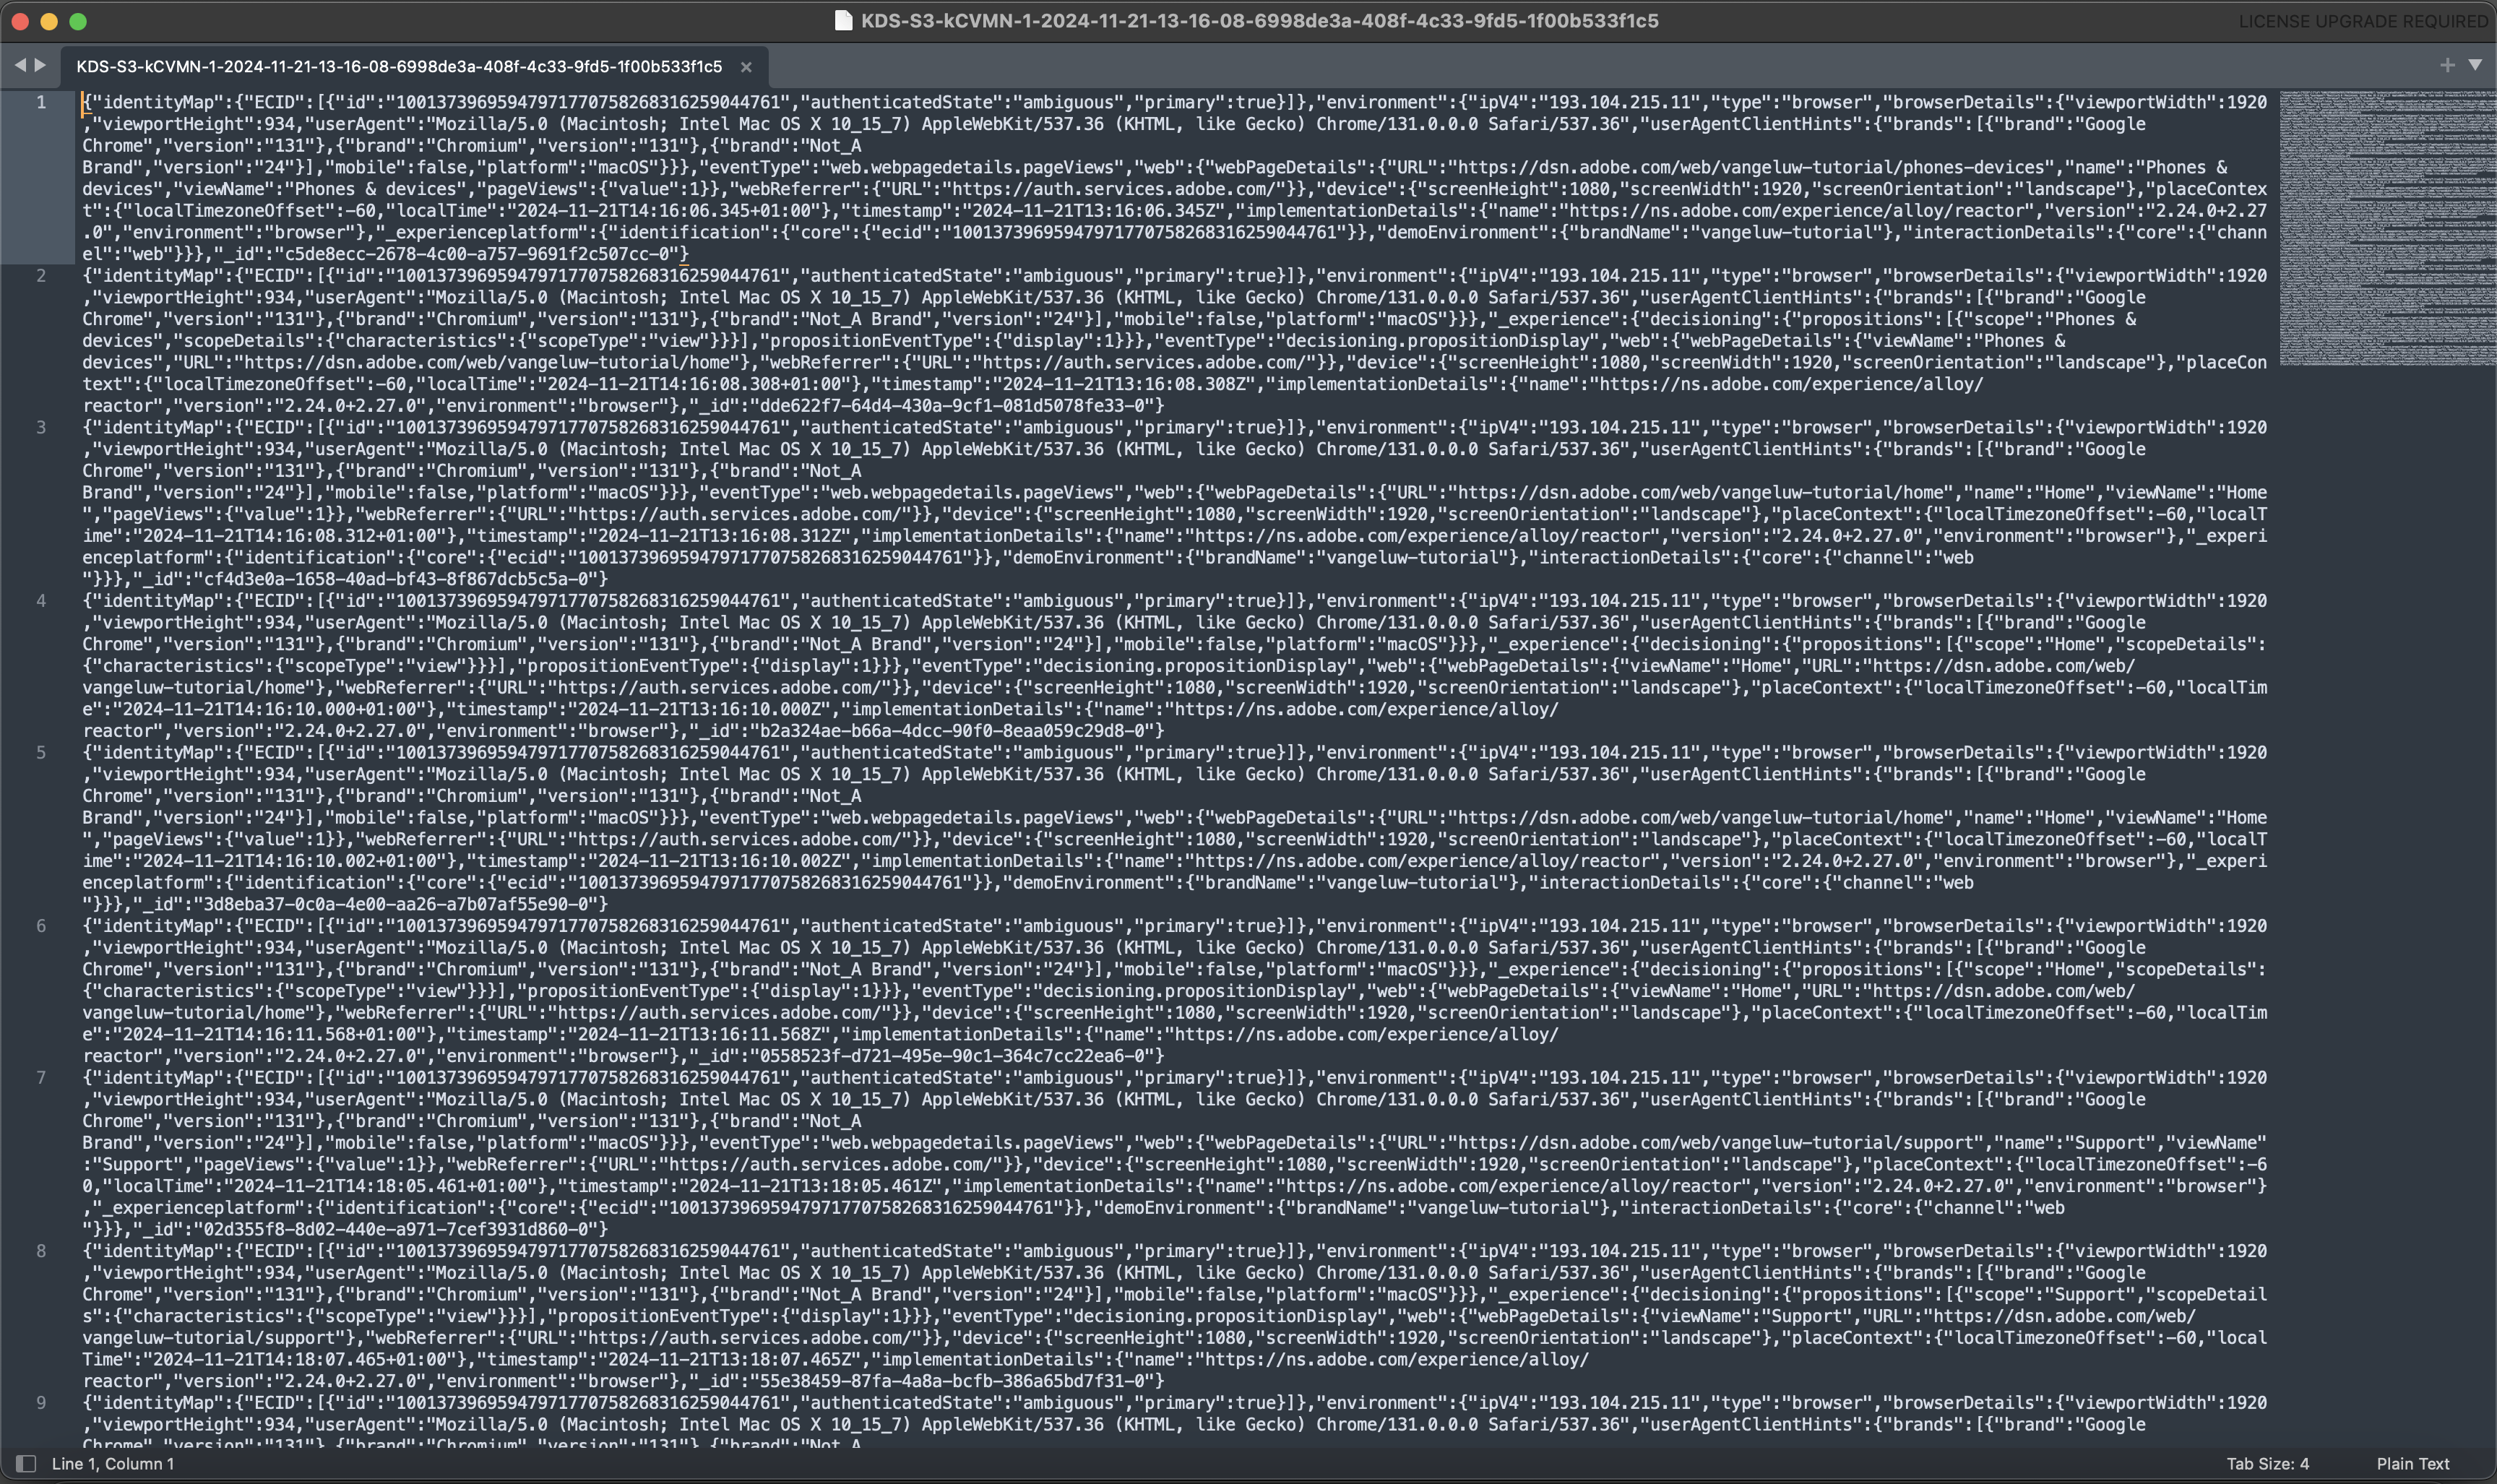 KDS-S3-kCVMN-1-2024-11-21-13-16-08-6998de3a-408f-4c33-9fd5-1f00b533f1c5
LICENSE UPGRADE REQUIRED
KDS-S3-kCVMN-1-2024-11-21-13-16-08-6998de3a-408f-4c33-9fd5-1f00b533f1c5 ×
1 {"identityMap":{"ECID":[{"id":"10013739695947971770758268316259044761","authenticatedState":"ambiguous","primary":true}]},"environment":{"ipV4":"193.104.215.11","type":"browser","browserDetails":{"viewportWidth":1920
,"viewportHeight":934,"userAgent":"Mozilla/5.0 (Macintosh; Intel Mac OS X 10_15_7) AppleWebKit/537.36 (KHTML, like Gecko) Chrome/131.0.0.0 Safari/537.36","userAgentClientHints":{"brands":[{"brand":"Google
Chrome","version":"131"},{"brand":"Chromium","version":"131"},{"brand":"Not_A
Brand","version":"24"}],"mobile":false,"platform":"macOS"}}},"eventType":"web.webpagedetails.pageViews","web":{"webPageDetails":{"URL":"https://dsn.adobe.com/web/vangeluw-tutorial/phones-devices","name":"Phones &
devices","viewName":"Phones & devices","pageViews":{"value":1}},"webReferrer":{"URL":"https://auth.services.adobe.com/"}},"device":{"screenHeight":1080,"screenWidth":1920,"screenOrientation":"landscape"},"placeContex
t":{"localTimezoneOffset":-60,"localTime":"2024-11-21T14:16:06.345+01:00"},"timestamp":"2024-11-21T13:16:06.345Z","implementationDetails":{"name":"https://ns.adobe.com/experience/alloy/reactor","version":"2.24.0+2.27
.0","environment":"browser"},"_experienceplatform":{"identification":{"core":{"ecid":"10013739695947971770758268316259044761"}},"demoEnvironment":{"brandName":"vangeluw-tutorial"},"interactionDetails":{"core":{"chann
el":"web"}}},"_id":"c5de8ecc-2678-4c00-a757-9691f2c507cc-0"}
2 {"identityMap":{"ECID":[{"id":"10013739695947971770758268316259044761","authenticatedState":"ambiguous","primary":true}]},"environment":{"ipV4":"193.104.215.11","type":"browser","browserDetails":{"viewportWidth":1920
,"viewportHeight":934,"userAgent":"Mozilla/5.0 (Macintosh; Intel Mac OS X 10_15_7) AppleWebKit/537.36 (KHTML, like Gecko) Chrome/131.0.0.0 Safari/537.36","userAgentClientHints":{"brands":[{"brand":"Google
Chrome","version":"131"},{"brand":"Chromium","version":"131"},{"brand":"Not_A Brand","version":"24"}],"mobile":false,"platform":"macOS"}}},"_experience":{"decisioning":{"propositions":[{"scope":"Phones &
devices","scopeDetails":{"characteristics":{"scopeType":"view"}}}],"propositionEventType":{"display":1}}},"eventType":"decisioning.propositionDisplay","web":{"webPageDetails":{"viewName":"Phones &
devices","URL":"https://dsn.adobe.com/web/vangeluw-tutorial/home"},"webReferrer":{"URL":"https://auth.services.adobe.com/"}},"device":{"screenHeight":1080,"screenWidth":1920,"screenOrientation":"landscape"},"placeCon
text":{"localTimezoneOffset":-60,"localTime":"2024-11-21T14:16:08.308+01:00"},"timestamp":"2024-11-21T13:16:08.308Z","implementationDetails":{"name":"https://ns.adobe.com/experience/alloy/
reactor","version":"2.24.0+2.27.0","environment":"browser"},"_id":"dde622f7-64d4-430a-9cf1-081d5078fe33-0"}
3 {"identityMap":{"ECID":[{"id":"10013739695947971770758268316259044761","authenticatedState":"ambiguous","primary":true}]},"environment":{"ipV4":"193.104.215.11","type":"browser","browserDetails":{"viewportWidth":1920
,"viewportHeight":934,"userAgent":"Mozilla/5.0 (Macintosh; Intel Mac OS X 10_15_7) AppleWebKit/537.36 (KHTML, like Gecko) Chrome/131.0.0.0 Safari/537.36","userAgentClientHints":{"brands":[{"brand":"Google
Chrome","version":"131"},{"brand":"Chromium","version":"131"},{"brand":"Not_A
Brand","version":"24"}],"mobile":false,"platform":"macOS"}}},"eventType":"web.webpagedetails.pageViews","web":{"webPageDetails":{"URL":"https://dsn.adobe.com/web/vangeluw-tutorial/home","name":"Home","viewName":"Home
","pageViews":{"value":1}},"webReferrer":{"URL":"https://auth.services.adobe.com/"}},"device":{"screenHeight":1080,"screenWidth":1920,"screenOrientation":"landscape"},"placeContext":{"localTimezoneOffset":-60,"localT
ime":"2024-11-21T14:16:08.312+01:00"},"timestamp":"2024-11-21T13:16:08.312Z","implementationDetails":{"name":"https://ns.adobe.com/experience/alloy/reactor","version":"2.24.0+2.27.0","environment":"browser"},"_experi
enceplatform":{"identification":{"core":{"ecid":"10013739695947971770758268316259044761"}},"demoEnvironment":{"brandName":"vangeluw-tutorial"},"interactionDetails":{"core":{"channel":"web
"}}},"_id":"cf4d3e0a-1658-40ad-bf43-8f867dcb5c5a-0"}
4 {"identityMap":{"ECID":[{"id":"10013739695947971770758268316259044761","authenticatedState":"ambiguous","primary":true}]},"environment":{"ipV4":"193.104.215.11","type":"browser","browserDetails":{"viewportWidth":1920
,"viewportHeight":934,"userAgent":"Mozilla/5.0 (Macintosh; Intel Mac OS X 10_15_7) AppleWebKit/537.36 (KHTML, like Gecko) Chrome/131.0.0.0 Safari/537.36","userAgentClientHints":{"brands":[{"brand":"Google
Chrome","version":"131"},{"brand":"Chromium","version":"131"},{"brand":"Not_A Brand","version":"24"}],"mobile":false,"platform":"macOS"}}},"_experience":{"decisioning":{"propositions":[{"scope":"Home","scopeDetails":
{"characteristics":{"scopeType":"view"}}}],"propositionEventType":{"display":1}}},"eventType":"decisioning.propositionDisplay","web":{"webPageDetails":{"viewName":"Home","URL":"https://dsn.adobe.com/web/
vangeluw-tutorial/home"},"webReferrer":{"URL":"https://auth.services.adobe.com/"}},"device":{"screenHeight":1080,"screenWidth":1920,"screenOrientation":"landscape"},"placeContext":{"localTimezoneOffset":-60,"localTim
e":"2024-11-21T14:16:10.000+01:00"},"timestamp":"2024-11-21T13:16:10.000Z","implementationDetails":{"name":"https://ns.adobe.com/experience/alloy/
reactor","version":"2.24.0+2.27.0","environment":"browser"},"_id":"b2a324ae-b66a-4dcc-90f0-8eaa059c29d8-0"}
5 {"identityMap":{"ECID":[{"id":"10013739695947971770758268316259044761","authenticatedState":"ambiguous","primary":true}]},"environment":{"ipV4":"193.104.215.11","type":"browser","browserDetails":{"viewportWidth":1920
,"viewportHeight":934,"userAgent":"Mozilla/5.0 (Macintosh; Intel Mac OS X 10_15_7) AppleWebKit/537.36 (KHTML, like Gecko) Chrome/131.0.0.0 Safari/537.36","userAgentClientHints":{"brands":[{"brand":"Google
Chrome","version":"131"},{"brand":"Chromium","version":"131"},{"brand":"Not_A
Brand","version":"24"}],"mobile":false,"platform":"macOS"}}},"eventType":"web.webpagedetails.pageViews","web":{"webPageDetails":{"URL":"https://dsn.adobe.com/web/vangeluw-tutorial/home","name":"Home","viewName":"Home
","pageViews":{"value":1}},"webReferrer":{"URL":"https://auth.services.adobe.com/"}},"device":{"screenHeight":1080,"screenWidth":1920,"screenOrientation":"landscape"},"placeContext":{"localTimezoneOffset":-60,"localT
ime":"2024-11-21T14:16:10.002+01:00"},"timestamp":"2024-11-21T13:16:10.002Z","implementationDetails":{"name":"https://ns.adobe.com/experience/alloy/reactor","version":"2.24.0+2.27.0","environment":"browser"},"_experi
enceplatform":{"identification":{"core":{"ecid":"10013739695947971770758268316259044761"}},"demoEnvironment":{"brandName":"vangeluw-tutorial"},"interactionDetails":{"core":{"channel":"web
"}}},"_id":"3d8eba37-0c0a-4e00-aa26-a7b07af55e90-0"}
6 {"identityMap":{"ECID":[{"id":"10013739695947971770758268316259044761","authenticatedState":"ambiguous","primary":true}]},"environment":{"ipV4":"193.104.215.11","type":"browser","browserDetails":{"viewportWidth":1920
,"viewportHeight":934,"userAgent":"Mozilla/5.0 (Macintosh; Intel Mac OS X 10_15_7) AppleWebKit/537.36 (KHTML, like Gecko) Chrome/131.0.0.0 Safari/537.36","userAgentClientHints":{"brands":[{"brand":"Google
Chrome","version":"131"},{"brand":"Chromium","version":"131"},{"brand":"Not_A Brand","version":"24"}],"mobile":false,"platform":"macOS"}}},"_experience":{"decisioning":{"propositions":[{"scope":"Home","scopeDetails":
{"characteristics":{"scopeType":"view"}}}],"propositionEventType":{"display":1}}},"eventType":"decisioning.propositionDisplay","web":{"webPageDetails":{"viewName":"Home","URL":"https://dsn.adobe.com/web/
vangeluw-tutorial/home"},"webReferrer":{"URL":"https://auth.services.adobe.com/"}},"device":{"screenHeight":1080,"screenWidth":1920,"screenOrientation":"landscape"},"placeContext":{"localTimezoneOffset":-60,"localTim
e":"2024-11-21T14:16:11.568+01:00"},"timestamp":"2024-11-21T13:16:11.568Z","implementationDetails":{"name":"https://ns.adobe.com/experience/alloy/
reactor","version":"2.24.0+2.27.0","environment":"browser"},"_id":"0558523f-d721-495e-90c1-364c7cc22ea6-0"}
7 {"identityMap":{"ECID":[{"id":"10013739695947971770758268316259044761","authenticatedState":"ambiguous","primary":true}]},"environment":{"ipV4":"193.104.215.11","type":"browser","browserDetails":{"viewportWidth":1920
,"viewportHeight":934,"userAgent":"Mozilla/5.0 (Macintosh; Intel Mac OS X 10_15_7) AppleWebKit/537.36 (KHTML, like Gecko) Chrome/131.0.0.0 Safari/537.36","userAgentClientHints":{"brands":[{"brand":"Google
Chrome","version":"131"},{"brand":"Chromium","version":"131"},{"brand":"Not_A
Brand","version":"24"}],"mobile":false,"platform":"macOS"}}},"eventType":"web.webpagedetails.pageViews","web":{"webPageDetails":{"URL":"https://dsn.adobe.com/web/vangeluw-tutorial/support","name":"Support","viewName"
:"Support","pageViews":{"value":1}},"webReferrer":{"URL":"https://auth.services.adobe.com/"}},"device":{"screenHeight":1080,"screenWidth":1920,"screenOrientation":"landscape"},"placeContext":{"localTimezoneOffset":-6
0,"localTime":"2024-11-21T14:18:05.461+01:00"},"timestamp":"2024-11-21T13:18:05.461Z","implementationDetails":{"name":"https://ns.adobe.com/experience/alloy/reactor","version":"2.24.0+2.27.0","environment":"browser"}
,"_experienceplatform":{"identification":{"core":{"ecid":"10013739695947971770758268316259044761"}},"demoEnvironment":{"brandName":"vangeluw-tutorial"},"interactionDetails":{"core":{"channel":"web
"}}},"_id":"02d355f8-8d02-440e-a971-7cef3931d860-0"}
8 {"identityMap":{"ECID":[{"id":"10013739695947971770758268316259044761","authenticatedState":"ambiguous","primary":true}]},"environment":{"ipV4":"193.104.215.11","type":"browser","browserDetails":{"viewportWidth":1920
,"viewportHeight":934,"userAgent":"Mozilla/5.0 (Macintosh; Intel Mac OS X 10_15_7) AppleWebKit/537.36 (KHTML, like Gecko) Chrome/131.0.0.0 Safari/537.36","userAgentClientHints":{"brands":[{"brand":"Google
Chrome","version":"131"},{"brand":"Chromium","version":"131"},{"brand":"Not_A Brand","version":"24"}],"mobile":false,"platform":"macOS"}}},"_experience":{"decisioning":{"propositions":[{"scope":"Support","scopeDetail
s":{"characteristics":{"scopeType":"view"}}}],"propositionEventType":{"display":1}}},"eventType":"decisioning.propositionDisplay","web":{"webPageDetails":{"viewName":"Support","URL":"https://dsn.adobe.com/web/
vangeluw-tutorial/support"},"webReferrer":{"URL":"https://auth.services.adobe.com/"}},"device":{"screenHeight":1080,"screenWidth":1920,"screenOrientation":"landscape"},"placeContext":{"localTimezoneOffset":-60,"local
Time":"2024-11-21T14:18:07.465+01:00"},"timestamp":"2024-11-21T13:18:07.465Z","implementationDetails":{"name":"https://ns.adobe.com/experience/alloy/
reactor","version":"2.24.0+2.27.0","environment":"browser"},"_id":"55e38459-87fa-4a8a-bcfb-386a65bd7f31-0"}
9 {"identityMap":{"ECID":[{"id":"10013739695947971770758268316259044761","authenticatedState":"ambiguous","primary":true}]},"environment":{"ipV4":"193.104.215.11","type":"browser","browserDetails":{"viewportWidth":1920
,"viewportHeight":934,"userAgent":"Mozilla/5.0 (Macintosh; Intel Mac OS X 10_15_7) AppleWebKit/537.36 (KHTML, like Gecko) Chrome/131.0.0.0 Safari/537.36","userAgentClientHints":{"brands":[{"brand":"Google
Chrome","version":"131"},{"brand":"Chromium","version":"131"},{"brand":"Not_A
Line 1, Column 1
Tab Size: 4
Plain Text